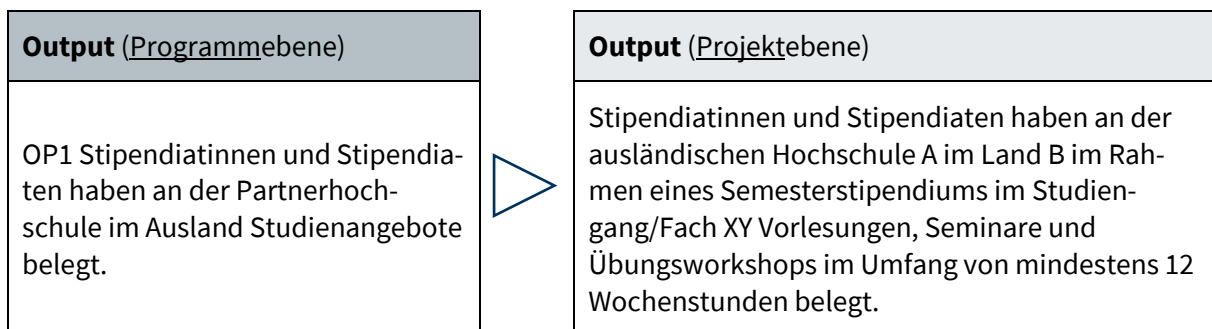 Output (Programmebene)
OP1 Stipendiatinnen und Stipendia-
ten haben an der Partnerhoch-
schule im Ausland Studienangebote
belegt.
Output (Projektebene)
Stipendiatinnen und Stipendiaten haben an der
ausländischen Hochschule A im Land B im Rah-
men eines Semesterstipendiums im Studien-
gang/Fach XY Vorlesungen, Seminare und
Übungsworkshops im Umfang von mindestens 12
Wochenstunden belegt.